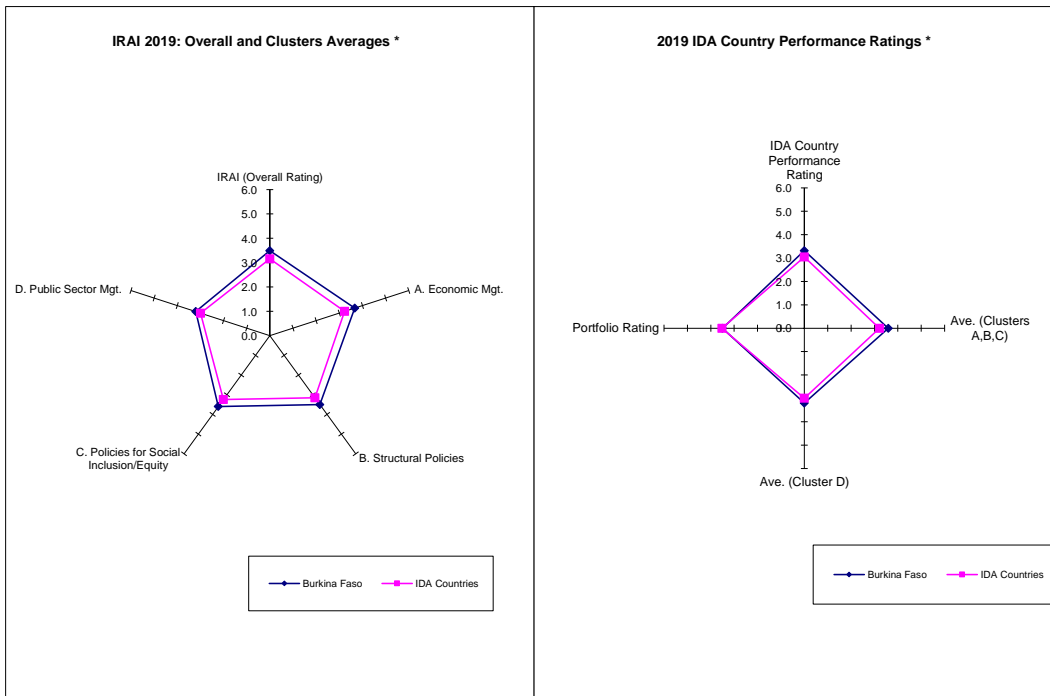 IRAI 2019: Overall and Clusters Averages *
IRAI (Overall Rating)
6.0
5.0
4.0
3.0
2.0
1.0
0.0
A. Economic Mgt.
B. Structural Policies
C. Policies for Social
Inclusion/Equity
D. Public Sector Mgt.
Burkina Faso
IDA Countries
2019 IDA Country Performance Ratings *
IDA Country
Performance
Rating
6.0
5.0
4.0
3.0
2.0
1.0
0.0
Ave. (Clusters
A,B,C)
Ave. (Cluster D)
Portfolio Rating
Burkina Faso
IDA Countries